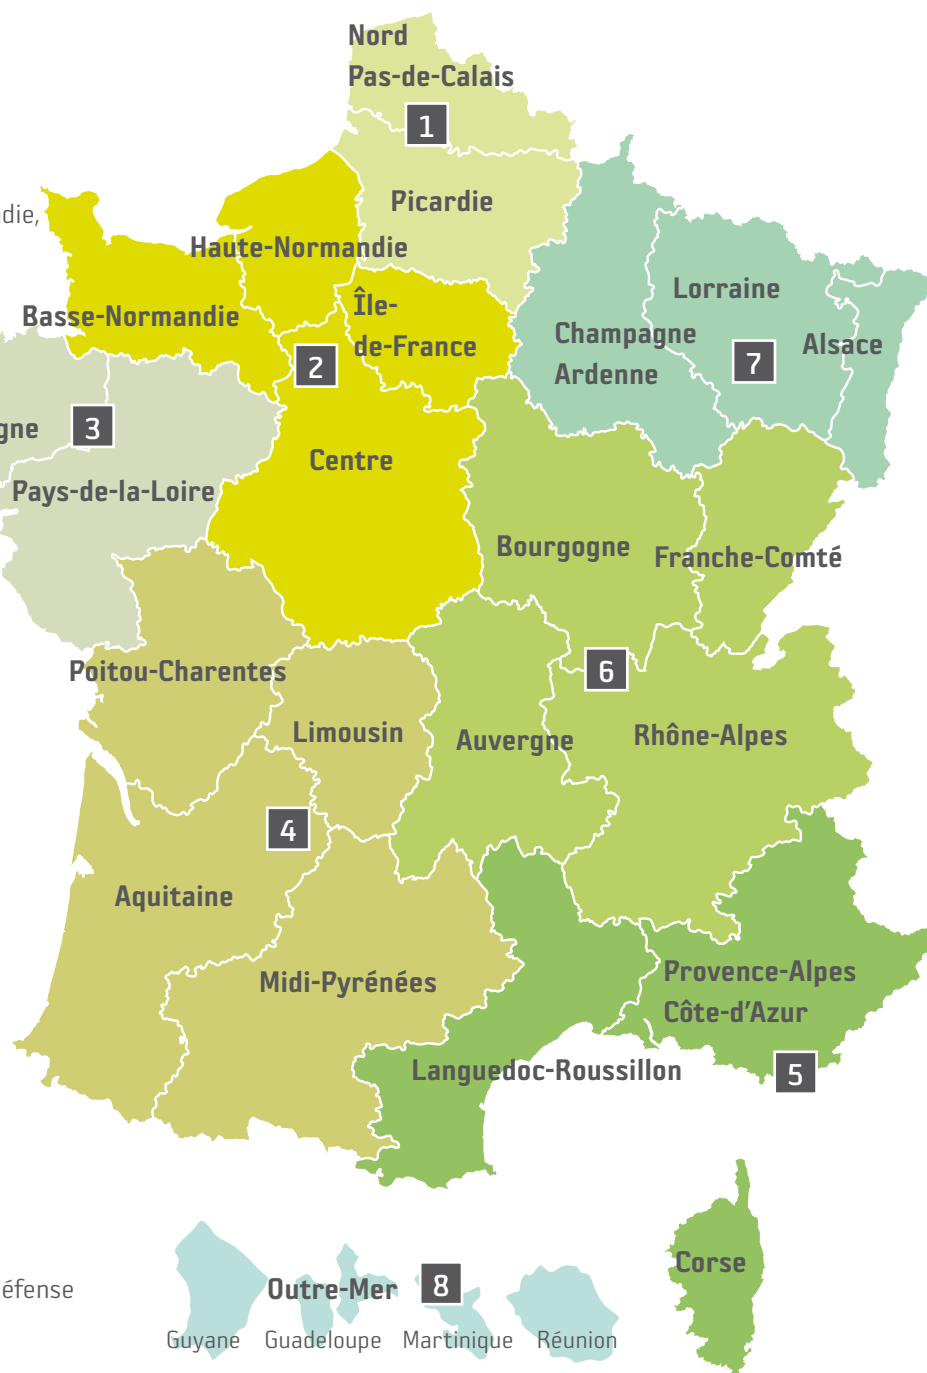 Nord
Pas-de-Calais
1
Picardie
die,
Haute-Normandie
Basse-Normandie
Île-
de-France
2
Lorraine
Champagne
Ardenne
7
Alsace
gne
3
Centre
Pays-de-la-Loire
Bourgogne
Franche-Comté
Poitou-Charentes
6
Limousin
Auvergne
Rhône-Alpes
4
Aquitaine
Midi-Pyrénées
Provence-Alpes
Côte-d'Azur
Languedoc-Roussillon
5
Corse
éfense
Outre-Mer
8
Guyane
Guadeloupe
Martinique
Réunion